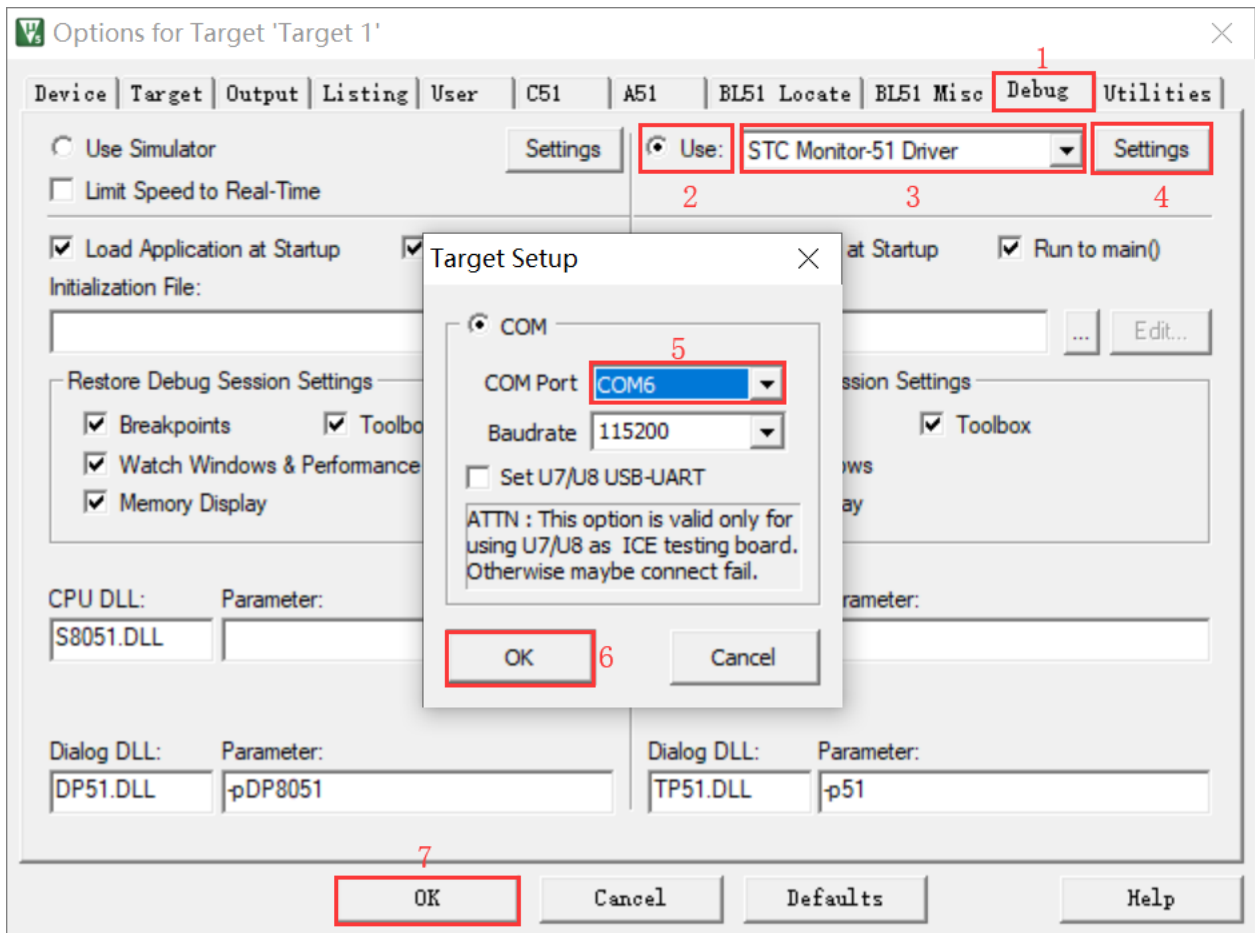 Options for Target 'Target 1'
1
Device Target Output Listing User C51 A51 BL51 Locate BL51 Misc Debug Utilities
Use Simulator Settings Use: STC Monitor-51 Driver Settings
Limit Speed to Real-Time 2 3 4
Load Application at Startup at Startup Run to main()
Initialization File:
... Edit...
Restore Debug Session Settings ssion Settings
Breakpoints Toolbo Toolbox
Watch Windows & Performance ows
Memory Display ay
CPU DLL: Parameter: rameter:
S8051.DLL
Dialog DLL: Parameter: Dialog DLL: Parameter:
DP51.DLL -pDP8051 TP51.DLL -p51
7
OK Cancel Defaults Help
Target Setup
COM
5
COM Port COM6
Baudrate 115200
Set U7/U8 USB-UART
ATTN : This option is valid only for
using U7/U8 as ICE testing board.
Otherwise maybe connect fail.
OK 6 Cancel